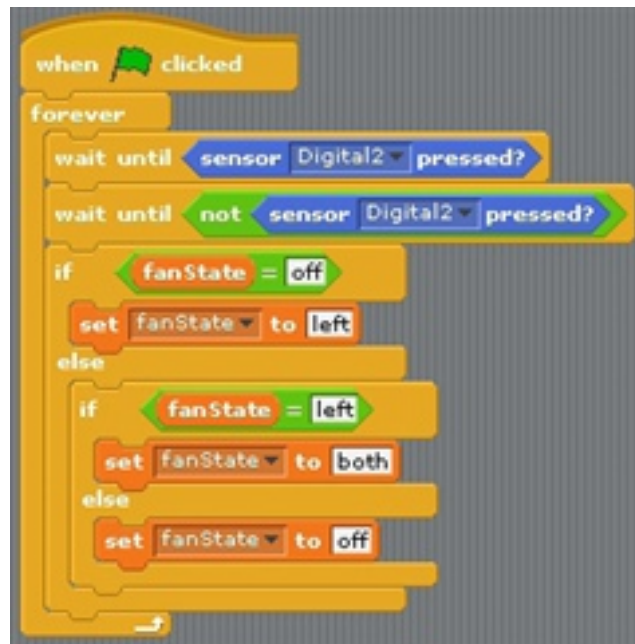 when clicked
forever
wait until sensor Digital2 pressed?
wait until not sensor Digital2 pressed?
if fanState = off
set fanState to left
else
if fanState = left
set fanState to both
else
set fanState to off